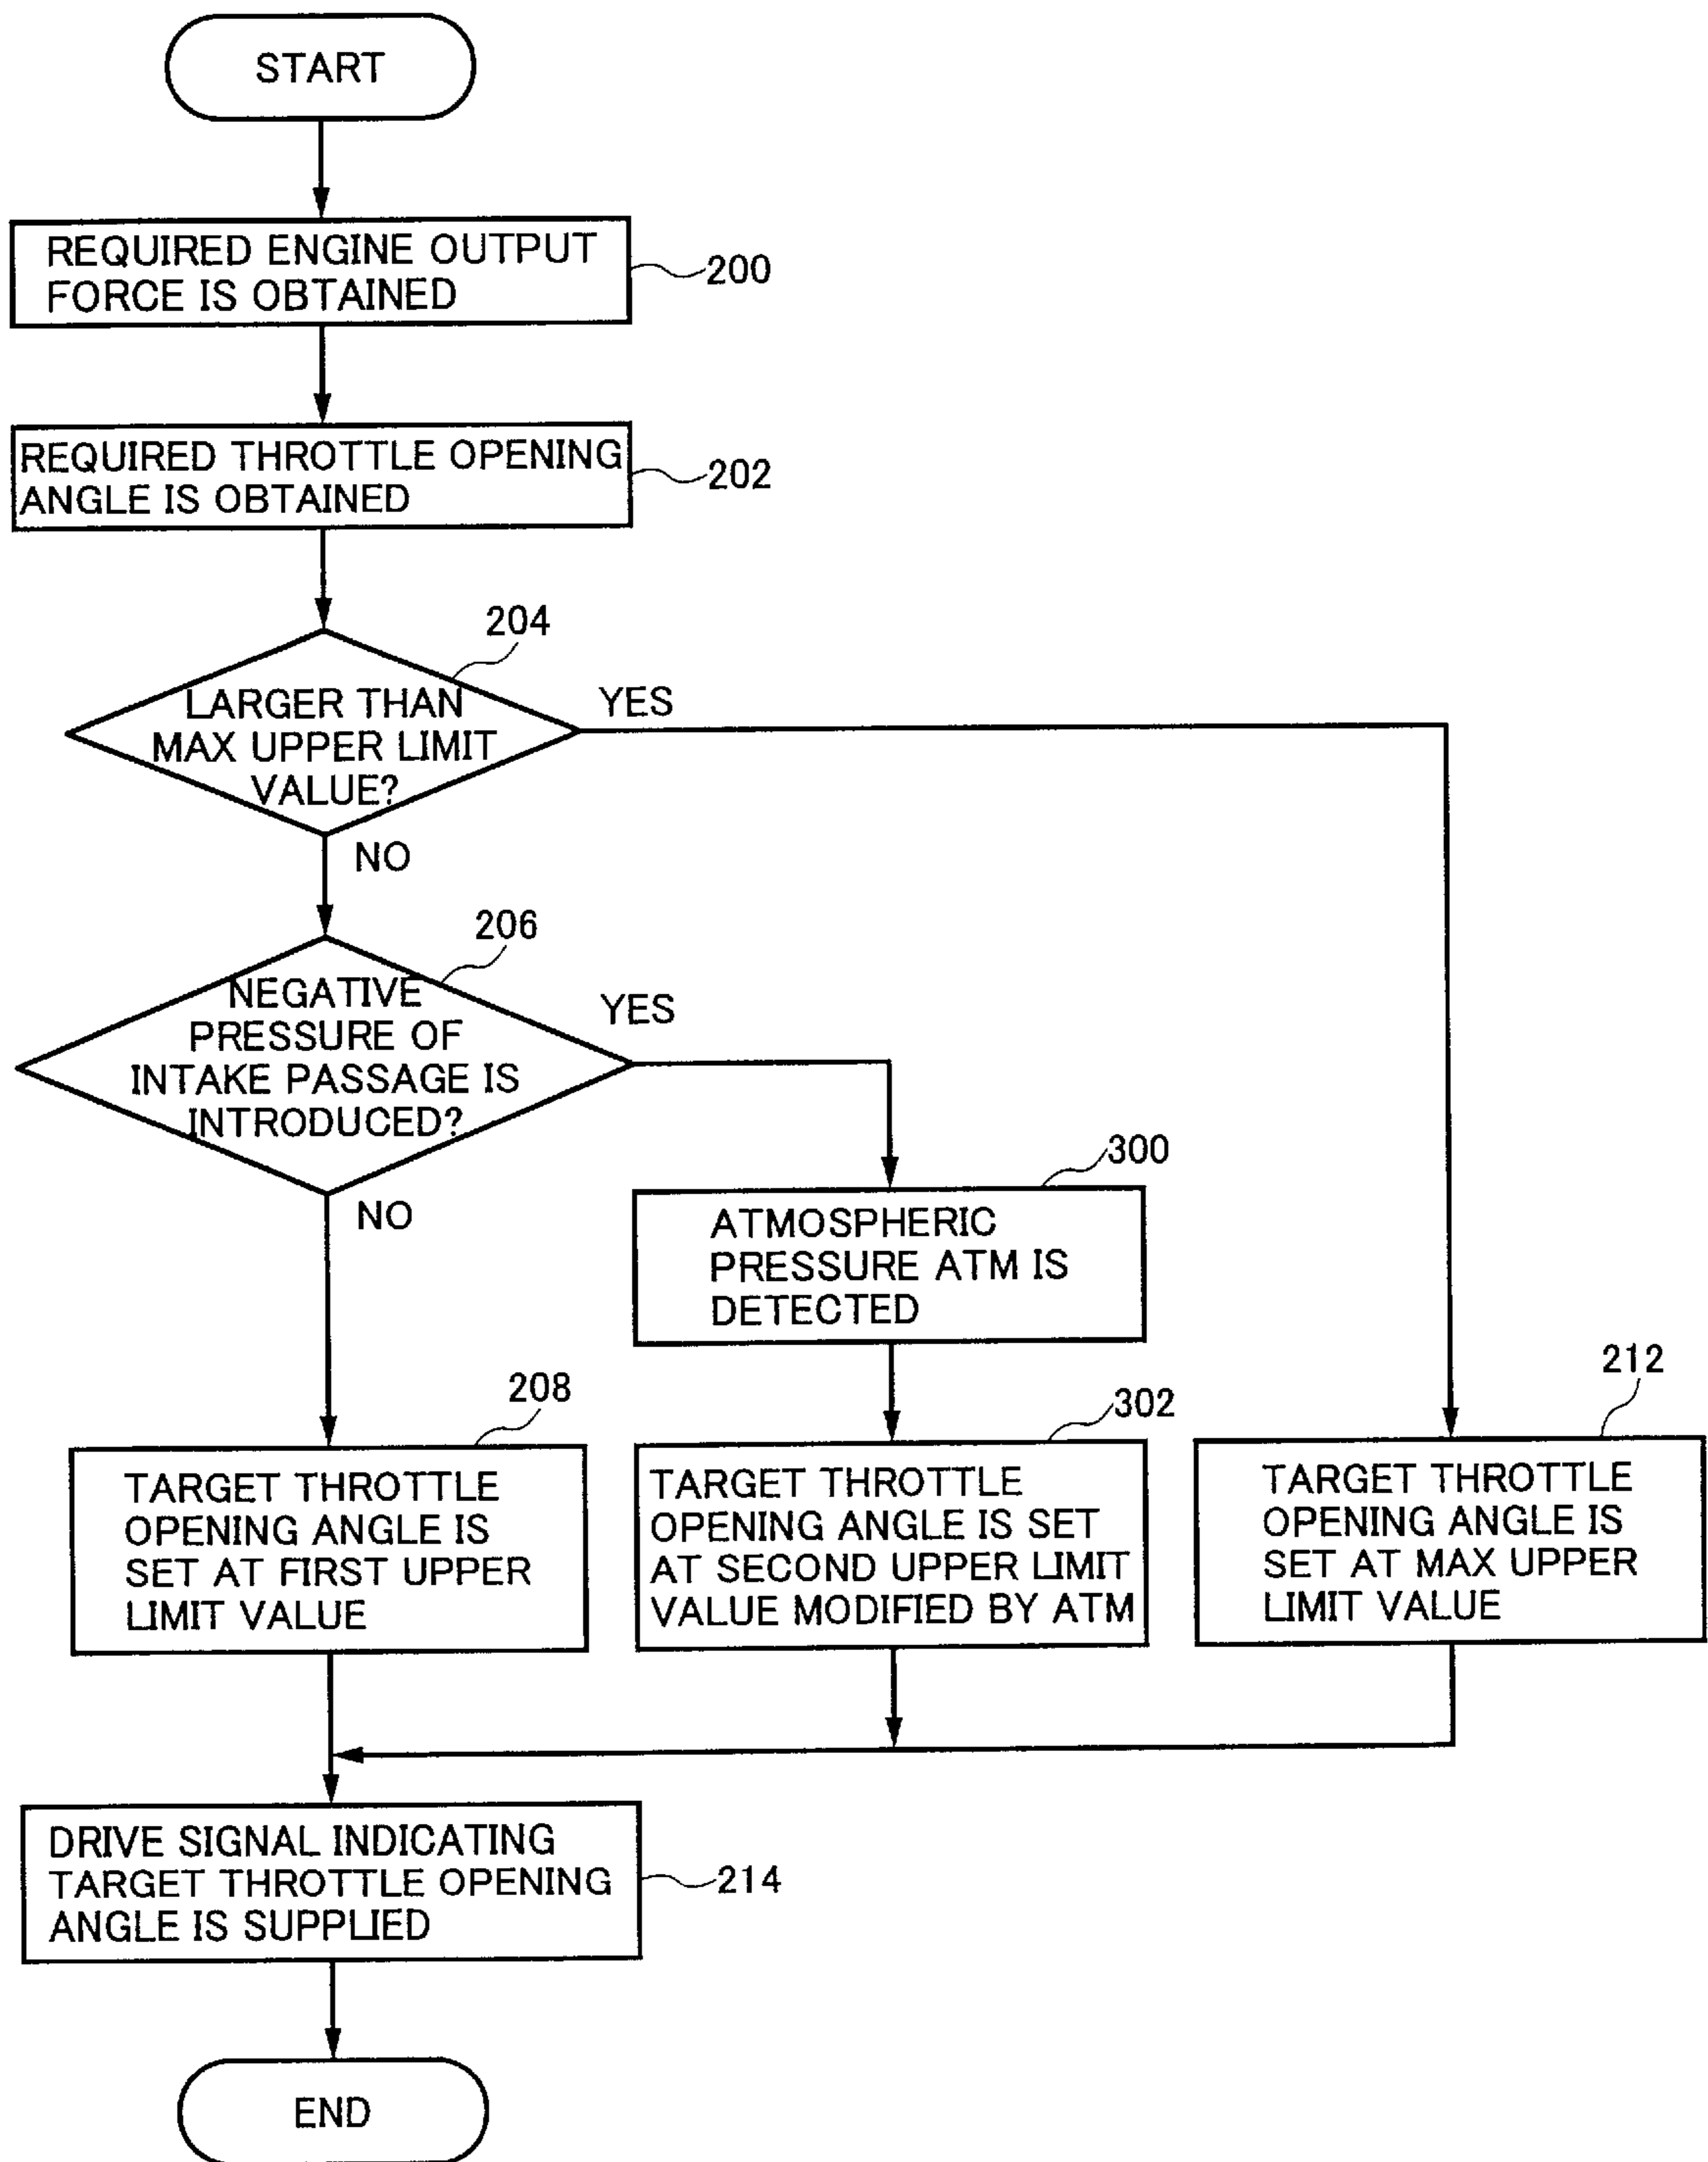 START
REQUIRED ENGINE OUTPUT
FORCE IS OBTAINED
200
REQUIRED THROTTLE OPENING
ANGLE IS OBTAINED
202
204
LARGER THAN
MAX UPPER LIMIT
VALUE?
YES
NO
206
NEGATIVE
PRESSURE OF
INTAKE PASSAGE IS
INTRODUCED?
YES
NO
300
ATMOSPHERIC
PRESSURE ATM IS
DETECTED
208
TARGET THROTTLE
OPENING ANGLE IS
SET AT FIRST UPPER
LIMIT VALUE
302
TARGET THROTTLE
OPENING ANGLE IS SET
AT SECOND UPPER LIMIT
VALUE MODIFIED BY ATM
212
TARGET THROTTLE
OPENING ANGLE IS
SET AT MAX UPPER
LIMIT VALUE
DRIVE SIGNAL INDICATING
TARGET THROTTLE OPENING
ANGLE IS SUPPLIED
214
END